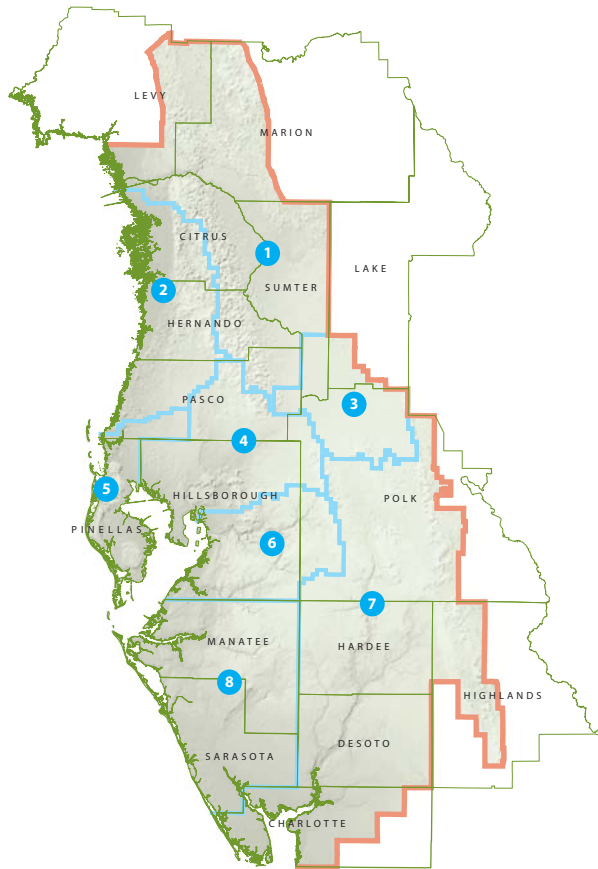 LEVY
MARION
CITRUS
1
LAKE
2
SUMTER
HERNANDO
PASCO
3
4
5
HILLSBOROUGH
POLK
PINELLAS
6
7
MANATEE
HARDEE
8
HIGHLANDS
DESOTO
SARASOTA
CHARLOTTE